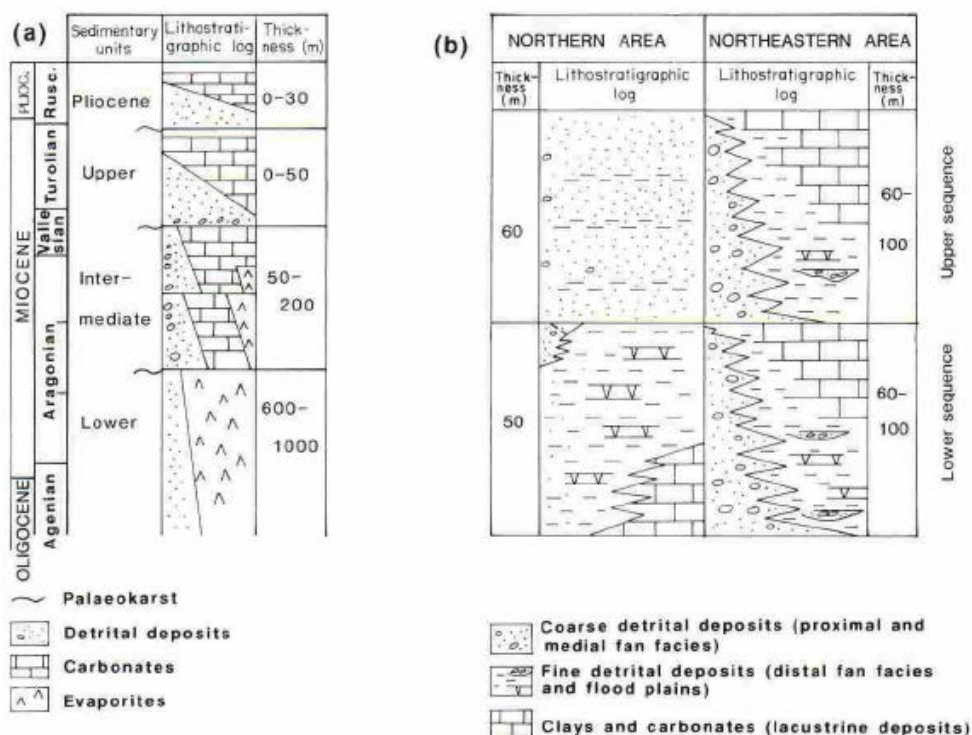 (a)
Sedimentary units
Lithostrati-graphic log
Thick-ness (m)
PLIOC.
Rusc.
Pliocene
0-30
MIOCENE
Turolian
Upper
0-50
Valle sian
Inter-
mediate
50-
200
Aragonian
Lower
600-
1000
OLIGOCENE
Agenian
Palaeokarst
Detrital deposits
Carbonates
Evaporites
(b)
NORTHERN AREA
NORTHEASTERN AREA
Thick-ness (m)
Lithostratigraphic log
Lithostratigraphic log
Thick-ness (m)
60
60-
100
Upper sequence
50
60-
100
Lower sequence
Coarse detrital deposits (proximal and
medial fan facies)
Fine detrital deposits (distal fan facies
and flood plains)
Clays and carbonates (lacustrine deposits)